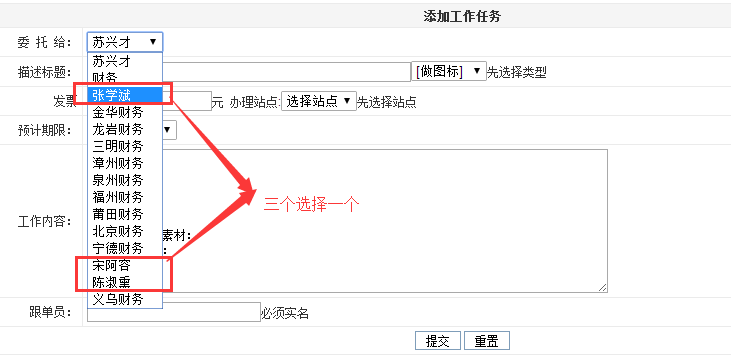 添加工作任务
委 托 给： 苏兴才
苏兴才
描述标题： [做图标] 先选择类型
财务
张学斌
发票 元 办理站点: 选择站点 先选择站点
金华财务
预计期限： 龙岩财务
三明财务
漳州财务
泉州财务
福州财务
三个选择一个
莆田财务
工作内容：
北京财务 素材：
宁德财务 ：
宋阿容
陈淑熏
义乌财务
跟单员： 必须实名
提交 重置